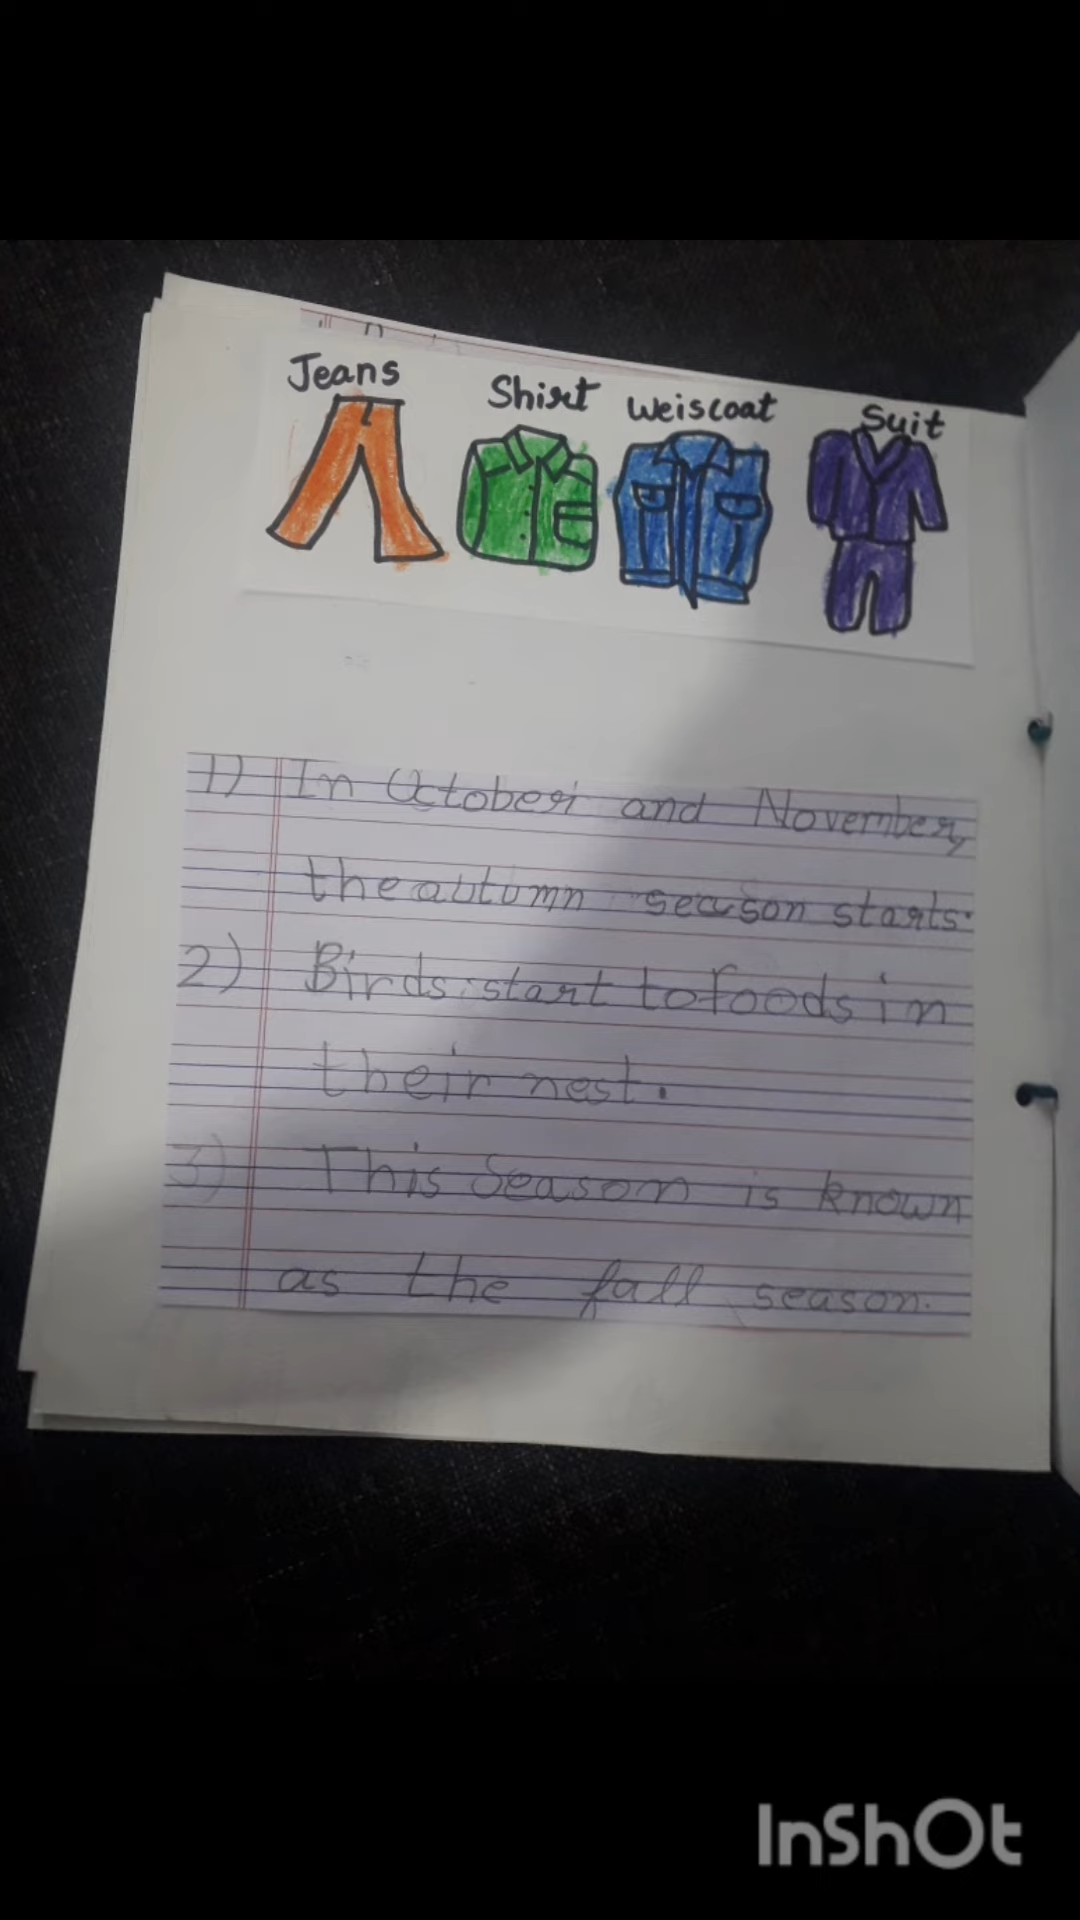 Jeans Shirt Weiscoat Suit
1) In October and November,
the autumn season starts.
2) Birds start to foods in
their nest.
3) This Season is known
as the fall season.
InShOt